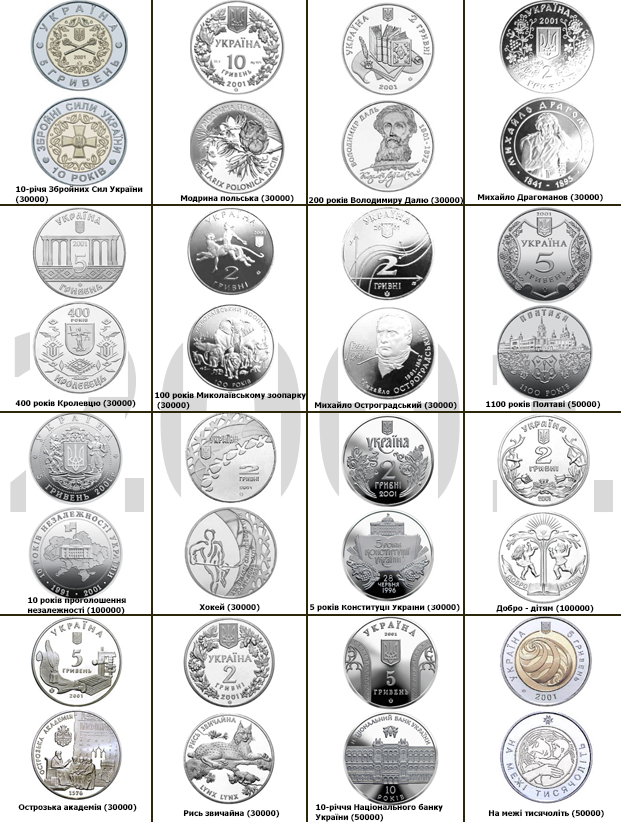 УКРАЇНА
2001
5 ГРИВЕНЬ
ЗБРОЙНІ СИЛИ УКРАЇНИ
10 РОКІВ
10-річя Збройних Сил України
(30000)
УКРАЇНА
10
ГРИВЕНЬ
2001
LARIX POLONICA RACIB.
Модрина польська (30000)
УКРАЇНА
2 ГРИВНІ
2001
ВОЛОДИМИР ДАЛЬ
1801-1872
200 років Володимиру Далю (30000)
УКРАЇНА
2001
2
МИХАЙЛО ДРАГОМАНОВ
1841 - 1895
Михайло Драгоманов (30000)
УКРАЇНА
2001
5
ГРИВЕНЬ
400
РОКІВ
КРОЛЕВЕЦЬ
400 років Кролевцю (30000)
УКРАЇНА
2001
2
ГРИВНІ
100 РОКІВ
100 років Миколаївському зоопарку
(30000)
2
ГРИВНІ
1801-1862
Михайло ОСТРОГРАДСЬКИЙ
Михайло Остроградський (30000)
2001
УКРАЇНА
5
ГРИВЕНЬ
ПОЛТАВА
1100 РОКІВ
1100 років Полтаві (50000)
УКРАЇНА
5 ГРИВЕНЬ 2001
10 РОКІВ НЕЗАЛЕЖНОСТІ УКРАЇНИ
1991 - 2001
10 років проголошення
незалежності (100000)
УКРАЇНА
2
ГРИВНІ
2001
Хокей (30000)
УКРАЇНА
2
ГРИВНІ
2001
5 РОКІВ
КОНСТИТУЦІЇ
УКРАЇНИ
28
ЧЕРВНЯ
1996
5 років Конституції України (30000)
УКРАЇНА
2
ГРИВНІ
2001
Добро - дітям (100000)
УКРАЇНА
5
ГРИВЕНЬ
2001
ОСТРОЗЬКА АКАДЕМІЯ
1576
Острозька академія (30000)
УКРАЇНА
2
ГРИВНІ
2001
РИСЬ ЗВИЧАЙНА
LYNX LYNX
Рись звичайна (30000)
УКРАЇНА
2001
5
ГРИВЕНЬ
НАЦІОНАЛЬНИЙ БАНК УКРАЇНИ
10
РОКІВ
10-річчя Національного банку
України (50000)
УКРАЇНА
5 ГРИВЕНЬ
2001
НА МЕЖІ ТИСЯЧОЛІТЬ
На межі тисячоліть (50000)
2001